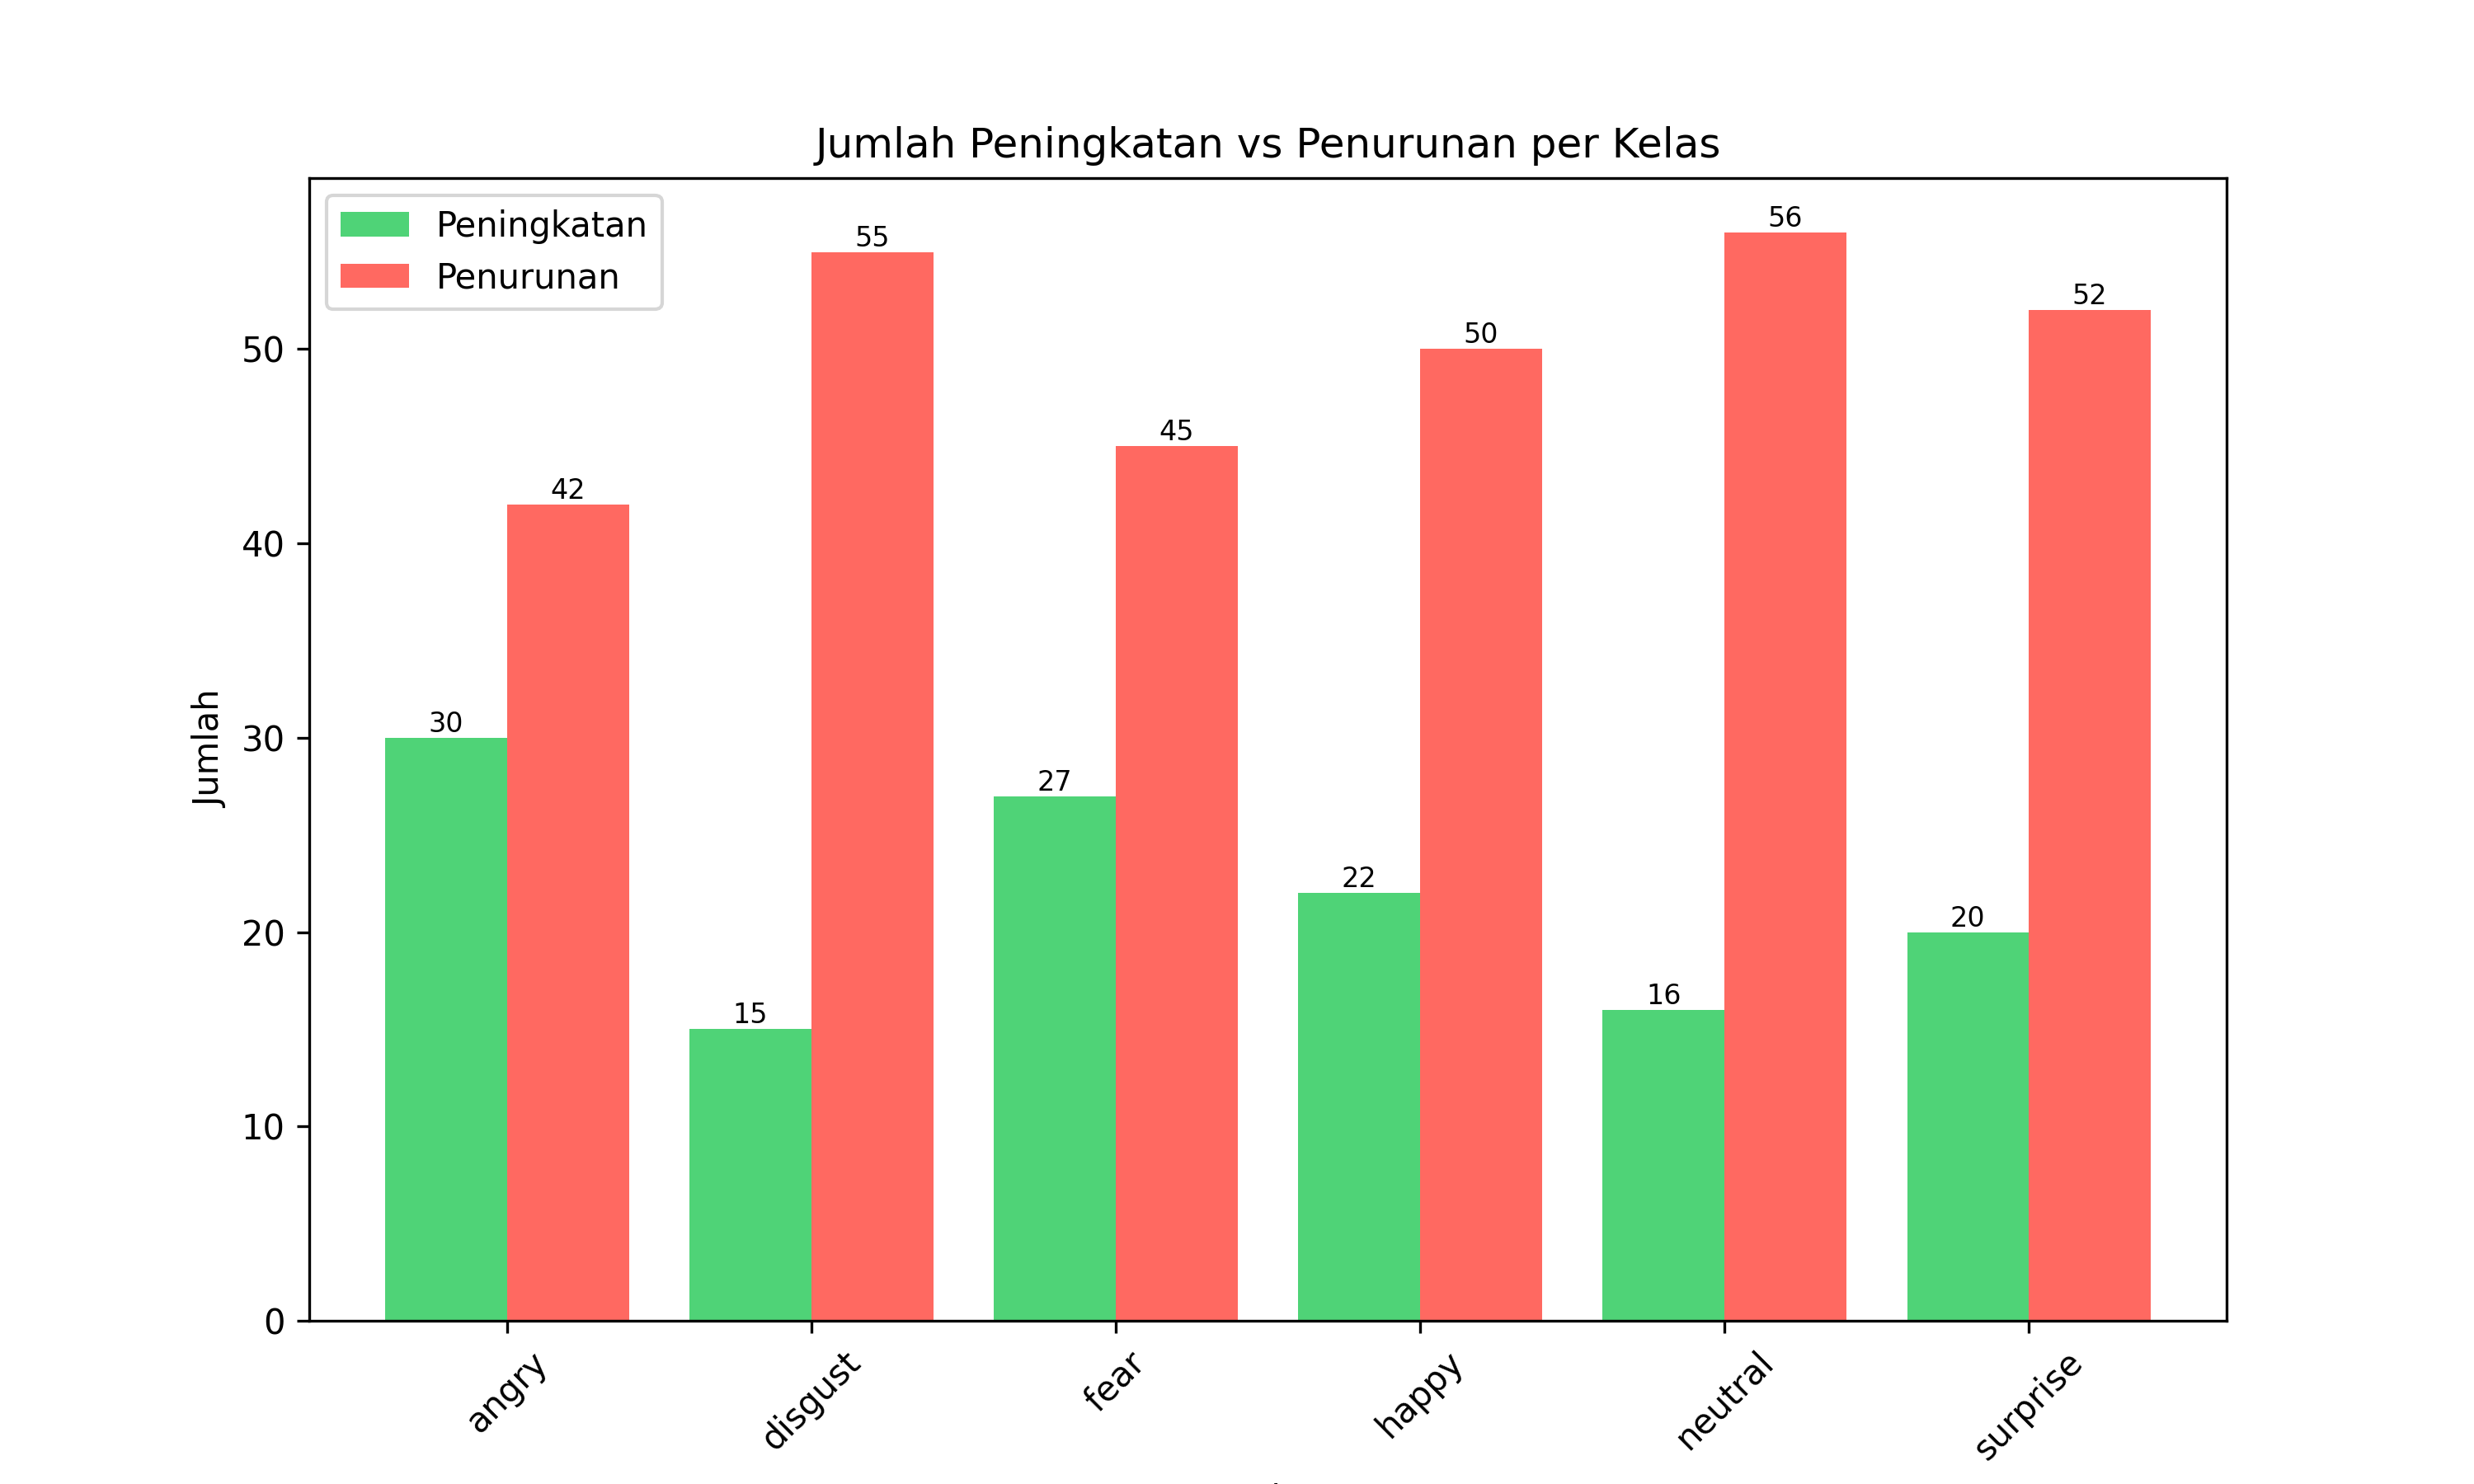 Jumlah Peningkatan vs Penurunan per Kelas
Peningkatan
Penurunan
Jumlah
50
40
30
20
10
0
30
42
15
55
27
45
22
50
16
56
20
52
angry
disgust
fear
happy
neutral
surprise